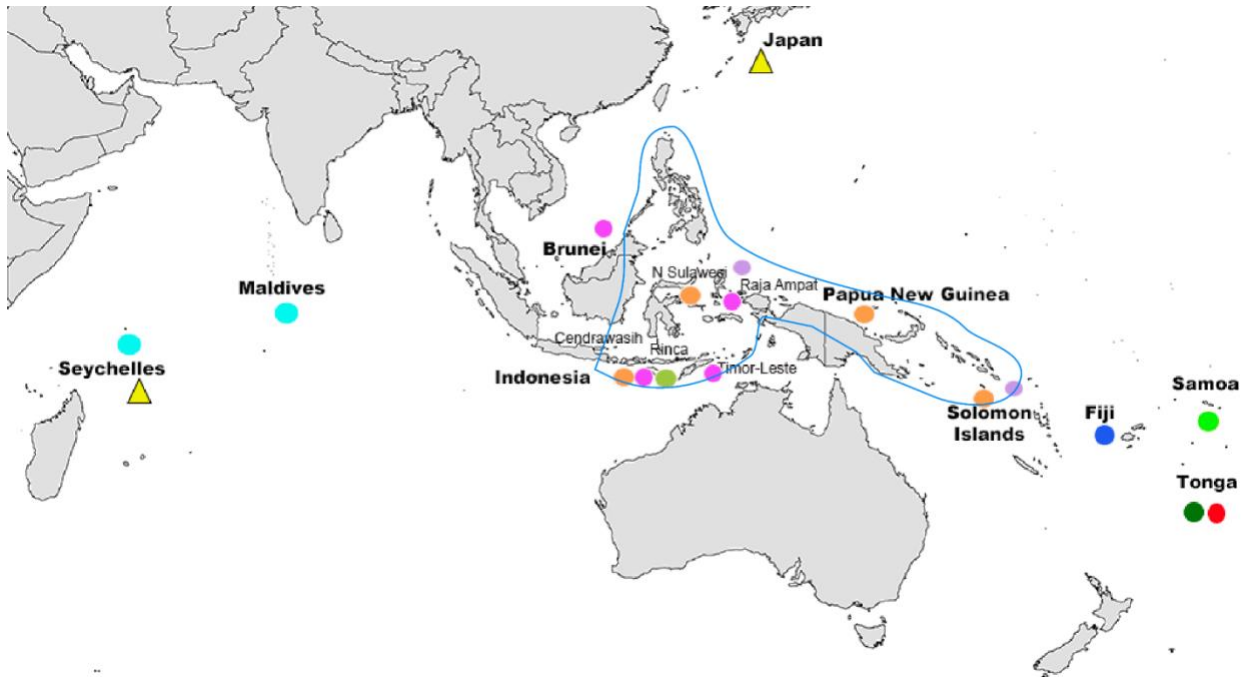 Japan
Brunei
N Sulawesi
Raja Ampat
Maldives
Papua New Guinea
Cendrawasih
Rinca
Seychelles
Indonesia
Timor-Leste
Samoa
Solomon
Islands
Fiji
Tonga